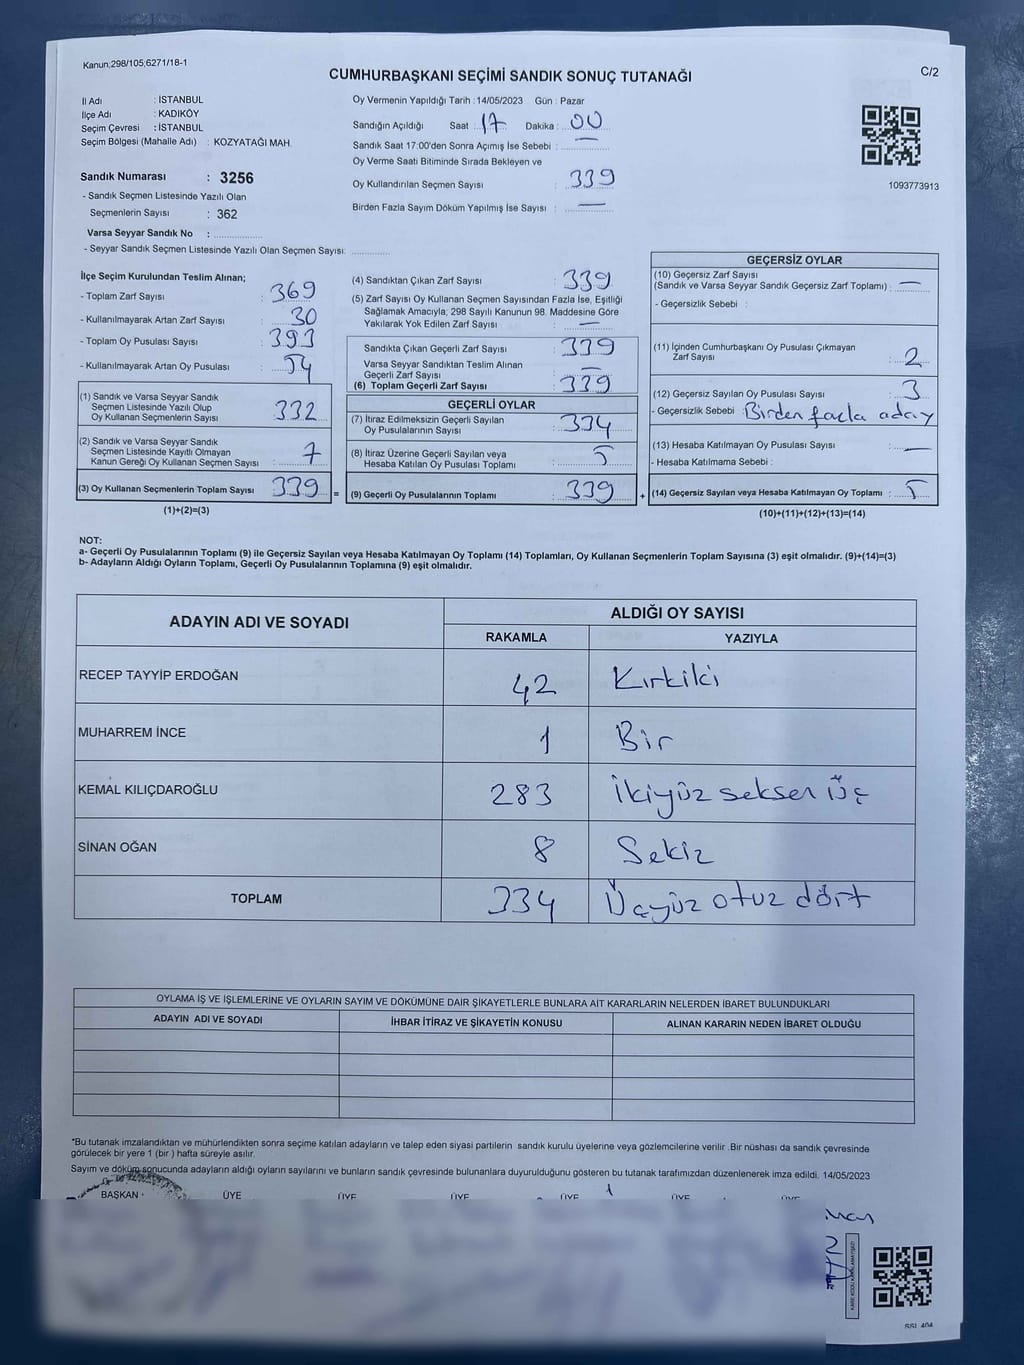 Kanun;298/105;6271/18-1
CUMHURBAŞKANI SEÇİMİ SANDIK SONUÇ TUTANAĞI
C/2
İl Adı : İSTANBUL
İlçe Adı : KADIKÖY
Seçim Çevresi : İSTANBUL
Seçim Bölgesi (Mahalle Adı) : KOZYATAĞI MAH.
Sandık Numarası : 3256
- Sandık Seçmen Listesinde Yazılı Olan
Seçmenlerin Sayısı : 362
Varsa Seyyar Sandık No :
- Seyyar Sandık Seçmen Listesinde Yazılı Olan Seçmen Sayısı:
Oy Vermenin Yapıldığı Tarih : 14/05/2023 Gün : Pazar
Sandığın Açıldığı Saat : 17 Dakika : 00
Sandık Saat 17:00'den Sonra Açımış İse Sebebi : —
Oy Verme Saati Bitiminde Sırada Bekleyen ve
Oy Kullandırılan Seçmen Sayısı : 339
Birden Fazla Sayım Döküm Yapılmış İse Sayısı : —
1093773913
İlçe Seçim Kurulundan Teslim Alınan;
- Toplam Zarf Sayısı : 369
- Kullanılmayarak Artan Zarf Sayısı : 30
- Toplam Oy Pusulası Sayısı : 393
- Kullanılmayarak Artan Oy Pusulası : 54
(1) Sandık ve Varsa Seyyar Sandık
Seçmen Listesinde Yazılı Olup
Oy Kullanan Seçmenlerin Sayısı : 332
(2) Sandık ve Varsa Seyyar Sandık
Seçmen Listesinde Kayıtlı Olmayan
Kanun Gereği Oy Kullanan Seçmen Sayısı : 7
(3) Oy Kullanan Seçmenlerin Toplam Sayısı : 339 =
(1)+(2)=(3)
(4) Sandıktan Çıkan Zarf Sayısı : 339
(5) Zarf Sayısı Oy Kullanan Seçmen Sayısından Fazla İse, Eşitliği
Sağlamak Amacıyla; 298 Sayılı Kanunun 98. Maddesine Göre
Yakılarak Yok Edilen Zarf Sayısı : —
Sandıkta Çıkan Geçerli Zarf Sayısı : 339
Varsa Seyyar Sandıktan Teslim Alınan
Geçerli Zarf Sayısı : —
(6) Toplam Geçerli Zarf Sayısı : 339
GEÇERLİ OYLAR
(7) İtiraz Edilmeksizin Geçerli Sayılan
Oy Pusulalarının Sayısı : 334
(8) İtiraz Üzerine Geçerli Sayılan veya
Hesaba Katılan Oy Pusulası Toplamı : 5
(9) Geçerli Oy Pusulalarının Toplamı : 339 +
GEÇERSİZ OYLAR
(10) Geçersiz Zarf Sayısı
(Sandık ve Varsa Seyyar Sandık Geçersiz Zarf Toplamı) : —
- Geçersizlik Sebebi :
(11) İçinden Cumhurbaşkanı Oy Pusulası Çıkmayan
Zarf Sayısı : 2
(12) Geçersiz Sayılan Oy Pusulası Sayısı : 3
- Geçersizlik Sebebi : Birden fazla aday
(13) Hesaba Katılmayan Oy Pusulası Sayısı : —
- Hesaba Katılmama Sebebi :
(14) Geçersiz Sayılan veya Hesaba Katılmayan Oy Toplamı : 5
(10)+(11)+(12)+(13)=(14)
NOT:
a- Geçerli Oy Pusulalarının Toplamı (9) ile Geçersiz Sayılan veya Hesaba Katılmayan Oy Toplamı (14) Toplamları, Oy Kullanan Seçmenlerin Toplam Sayısına (3) eşit olmalıdır. (9)+(14)=(3)
b- Adayların Aldığı Oyların Toplamı, Geçerli Oy Pusulalarının Toplamına (9) eşit olmalıdır.
ADAYIN ADI VE SOYADI ALDIĞI OY SAYISI
RAKAMLA YAZIYLA
RECEP TAYYİP ERDOĞAN 42 Kırkiki
MUHARREM İNCE 1 Bir
KEMAL KILIÇDAROĞLU 283 İkiyüz seksen üç
SİNAN OĞAN 8 Sekiz
TOPLAM 334 Üçyüz otuz dört
OYLAMA İŞ VE İŞLEMLERİNE VE OYLARIN SAYIM VE DÖKÜMÜNE DAİR ŞİKAYETLERLE BUNLARA AİT KARARLARIN NELERDEN İBARET BULUNDUKLARI
ADAYIN ADI VE SOYADI İHBAR İTİRAZ VE ŞİKAYETİN KONUSU ALINAN KARARIN NEDEN İBARET OLDUĞU
*Bu tutanak imzalandıktan ve mühürlendikten sonra seçime katılan adayların ve talep eden siyasi partilerin sandık kurulu üyelerine veya gözlemcilerine verilir. Bir nüshası da sandık çevresinde
görülecek bir yere 1 (bir ) hafta süreyle asılır.
Sayım ve döküm sonucunda adayların aldığı oyların sayılarını ve bunların sandık çevresinde bulunanlara duyurulduğunu gösteren bu tutanak tarafımızdan düzenlenerek imza edildi. 14/05/2023
BAŞKAN ÜYE ÜYE ÜYE ÜYE ÜYE ÜYE